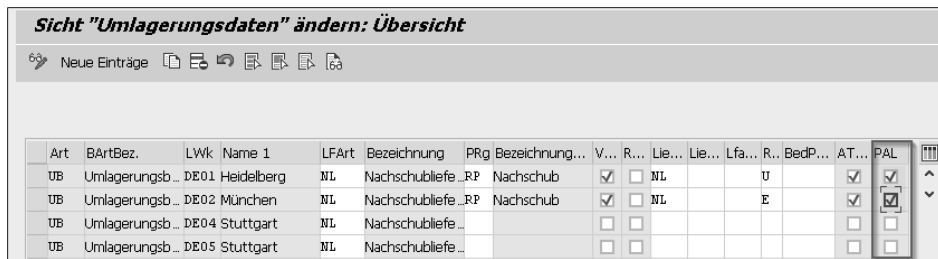 Sicht "Umlagerungsdaten" ändern: Übersicht
Neue Einträge
Art BArtBez. LWk Name 1 LFArt Bezeichnung PRg Bezeichnung... V... R... Lie... Lie... Lfa... R.. BedP... AT... PAL
UB Umlagerungsb... DE01 Heidelberg NL Nachschubliefe... RP Nachschub NL U
UB Umlagerungsb... DE02 München NL Nachschubliefe... RP Nachschub NL E
UB Umlagerungsb... DE04 Stuttgart NL Nachschubliefe...
UB Umlagerungsb... DE05 Stuttgart NL Nachschubliefe...